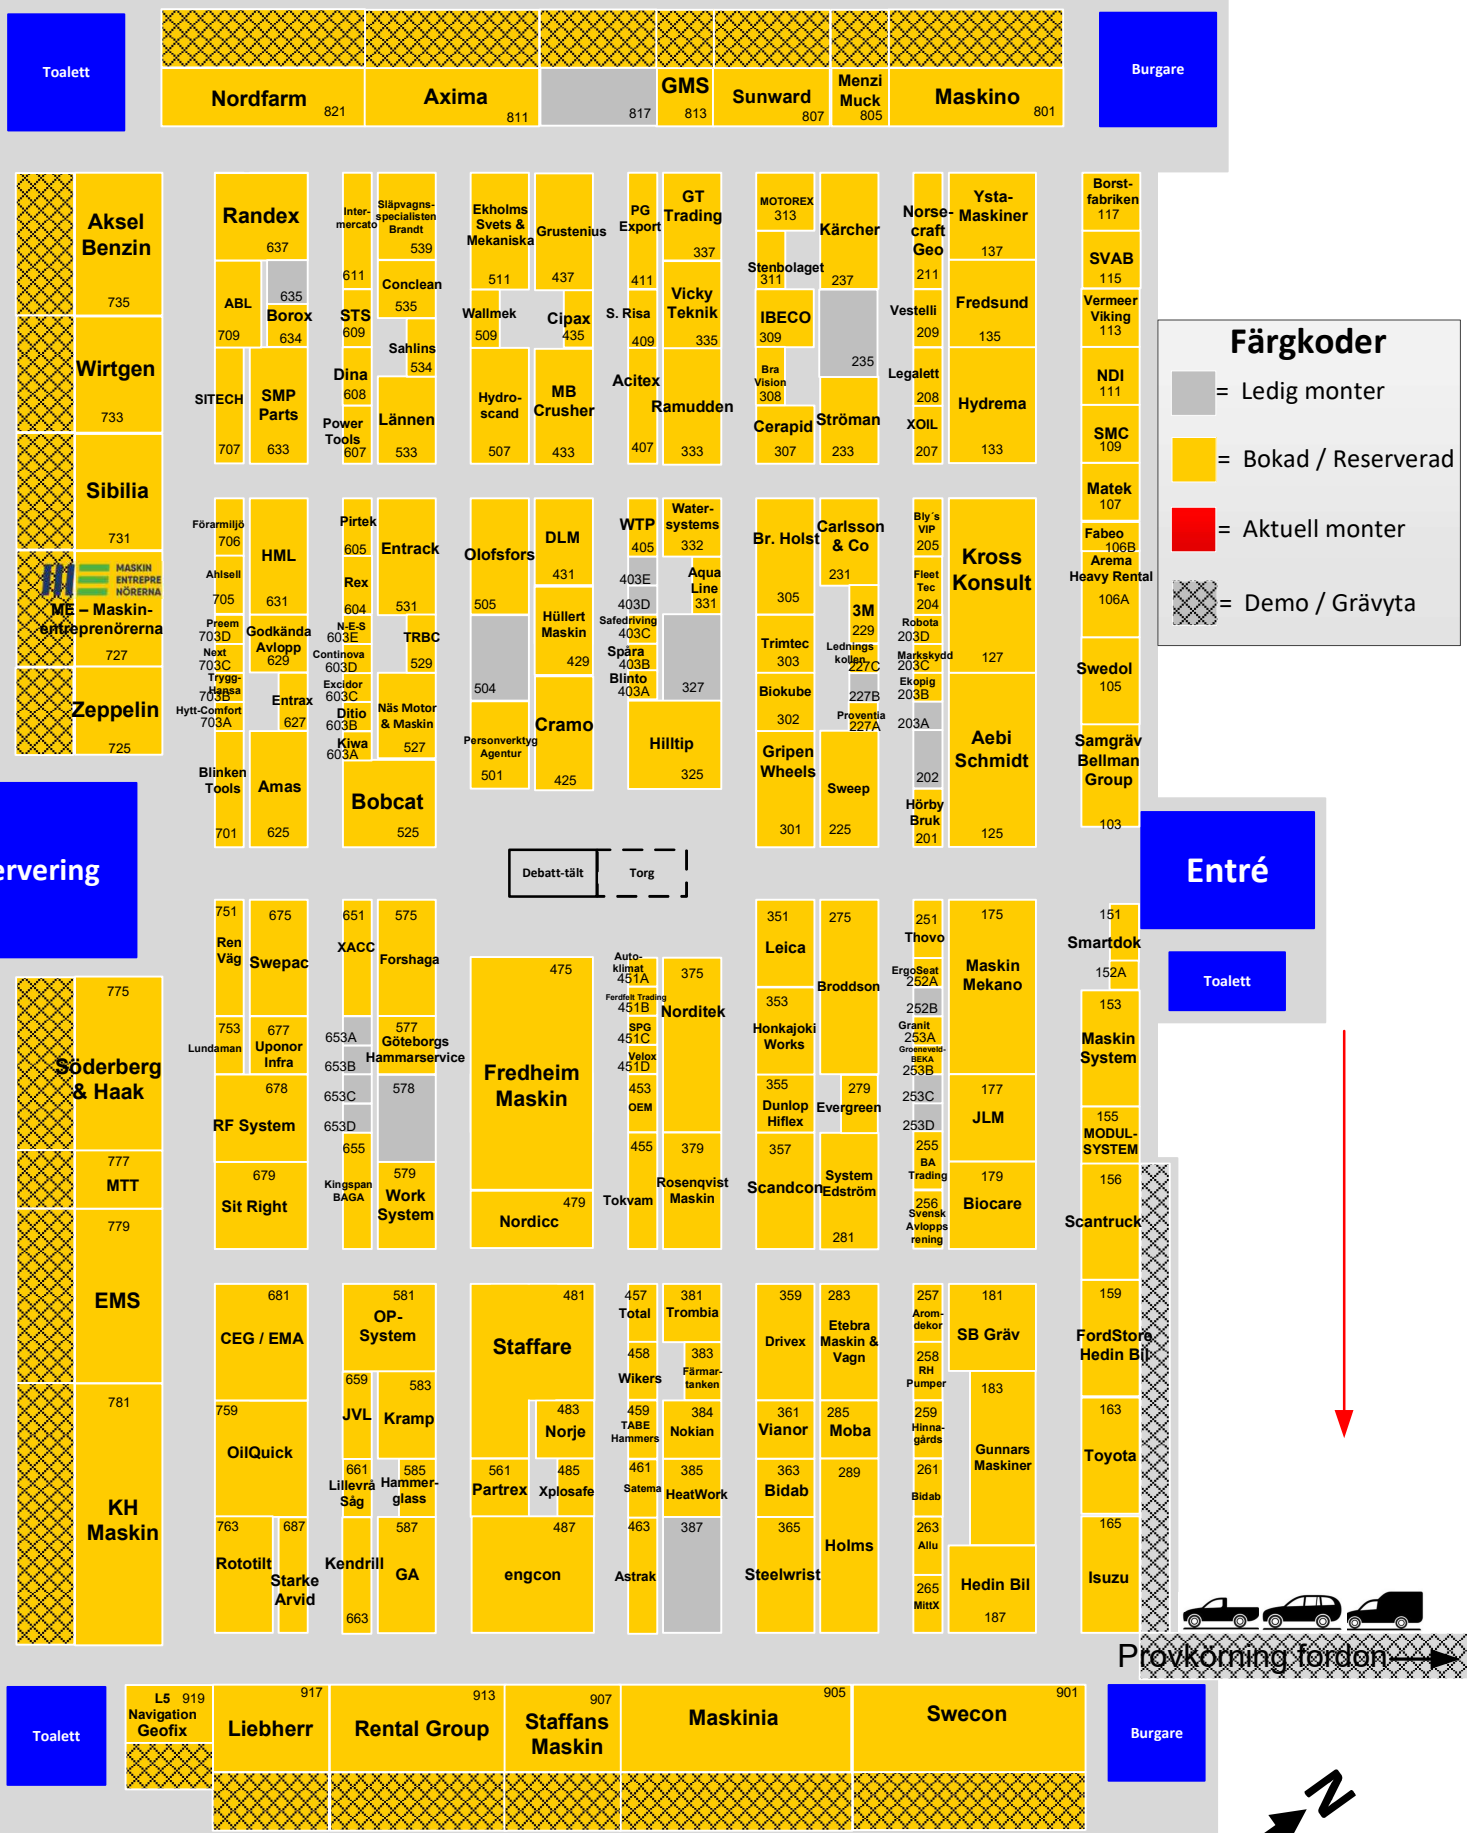 Toalett
Nordfarm
821
Axima
811
817
GMS
813
Sunward
807
Menzi
Muck
805
Maskino
801
Burgare
Aksel
Benzin
735
Wirtgen
733
Sibilia
731
MASKIN
ENTREPRE
NÖRERNA
ME – Maskin-
entreprenörerna
727
Zeppelin
725
Randex
637
ABL
709
635
Borox
634
SITECH
707
SMP
Parts
633
Inter-
mercato
611
STS
609
Dina
608
Power
Tools
607
Släpvagns-
specialisten
Brandt
539
Conclean
535
Sahlins
534
Lännen
533
Ekholms
Svets &
Mekaniska
511
Wallmek
509
Hydro-
scand
507
Grustenius
437
Cipax
435
MB
Crusher
433
PG
Export
411
S. Risa
409
Acitex
407
GT
Trading
337
Vicky
Teknik
335
Ramudden
333
MOTOREX
313
Stenbolaget
311
IBECO
309
Bra
Vision
308
Cerapid
307
Kärcher
237
235
Ströman
233
Norse-
craft
Geo
211
Vestelli
209
Legalett
208
XOIL
207
Ysta-
Maskiner
137
Fredsund
135
Hydrema
133
Borst-
fabriken
117
SVAB
115
Vermeer
Viking
113
NDI
111
SMC
109
Matek
107
Fabeo
106B
Arema
Heavy Rental
106A
Swedol
105
Samgräv
Bellman
Group
103
Färgkoder
= Ledig monter
= Bokad / Reserverad
= Aktuell monter
= Demo / Grävyta
Förarmiljö
706
Ahlsell
705
Preem
703D
Next
703C
Trygg-
Hansa
703B
Hytt-Comfort
703A
Blinken
Tools
701
HML
631
Godkända
Avlopp
629
Entrax
627
Amas
625
Pirtek
605
Rex
604
N-E-S
603E
Continova
603D
Excidor
603C
Ditio
603B
Kiwa
603A
Entrack
531
TRBC
529
Näs Motor
& Maskin
527
Bobcat
525
Olofsfors
505
504
Personverktyg
Agentur
501
DLM
431
Hüllert
Maskin
429
Cramo
425
WTP
405
403E
403D
Safedriving
403C
Spåra
403B
Blinto
403A
Water-
systems
332
Aqua
Line
331
327
Hilltip
325
Br. Holst
305
Trimtec
303
Biokube
302
Gripen
Wheels
301
Carlsson
& Co
231
3M
229
Lednings
kollen
227C
227B
Proventia
227A
Sweep
225
Bly´s
VIP
205
Fleet
Tec
204
Robota
203D
Markskydd
203C
Ekopig
203B
203A
202
Hörby
Bruk
201
Kross
Konsult
127
Aebi
Schmidt
125
ervering
Debatt-tält
Torg
Entré
Toalett
751
Ren
Väg
753
Lundaman
675
Swepac
677
Uponor
Infra
678
RF System
679
Sit Right
651
XACC
653A
653B
653C
653D
655
Kingspan
BAGA
575
Forshaga
577
Göteborgs
Hammarservice
578
579
Work
System
475
Fredheim
Maskin
479
Nordicc
Auto-
klimat
451A
Ferdfelt Trading
451B
SPG
451C
Velox
451D
453
OEM
455
Tokvam
375
Norditek
379
Rosenqvist
Maskin
351
Leica
353
Honkajoki
Works
355
Dunlop
Hiflex
357
Scandcon
275
Broddson
279
Evergreen
System
Edström
281
251
Thovo
ErgoSeat
252A
252B
Granit
253A
Groeneveld-
BEKA
253B
253C
253D
255
BA
Trading
256
Svensk
Avlopps
rening
175
Maskin
Mekano
177
JLM
179
Biocare
151
Smartdok
152A
153
Maskin
System
155
MODUL-
SYSTEM
156
Scantruck
159
FordStore
Hedin Bil
163
Toyota
165
Isuzu
775
Söderberg
& Haak
777
MTT
779
EMS
781
KH
Maskin
681
CEG / EMA
759
OilQuick
763
Rototilt
687
Starke
Arvid
581
OP-
System
659
JVL
583
Kramp
661
Lillevrå
Såg
585
Hammer-
glass
Kendrill
663
587
GA
481
Staffare
483
Norje
561
Partrex
485
Xplosafe
487
engcon
457
Total
458
Wikers
459
TABE
Hammers
461
Satema
463
Astrak
381
Trombia
383
Färmar-
tanken
384
Nokian
385
HeatWork
387
359
Drivex
361
Vianor
363
Bidab
365
Steelwrist
283
Etebra
Maskin &
Vagn
285
Moba
289
Holms
257
Arom-
dekor
258
RH
Pumper
259
Hinna-
gårds
261
Bidab
263
Allu
265
MittX
181
SB Gräv
183
Gunnars
Maskiner
Hedin Bil
187
Provkörning fordon
Toalett
L5 919
Navigation
Geofix
917
Liebherr
913
Rental Group
907
Staffans
Maskin
905
Maskinia
901
Swecon
Burgare
N